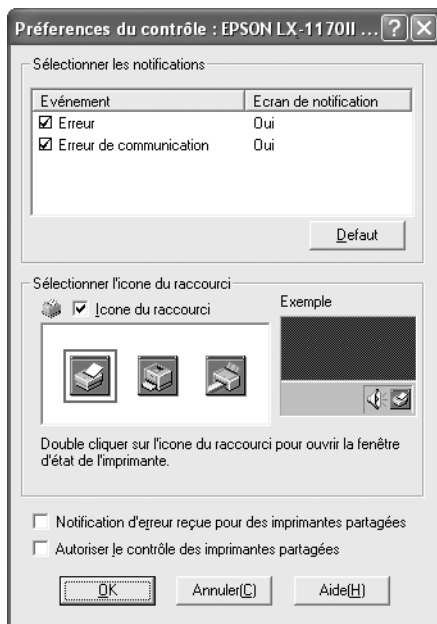 Préferences du contrôle : EPSON LX-1170II ...
Sélectionner les notifications
Evénement Ecran de notification
Erreur Oui
Erreur de communication Oui
Defaut
Sélectionner l'icone du raccourci
Icone du raccourci
Exemple
Double cliquer sur l'icone du raccourci pour ouvrir la fenêtre
d'état de l'imprimante.
Notification d'erreur reçue pour des imprimantes partagées
Autoriser le contrôle des imprimantes partagées
OK Annuler(C) Aide(H)